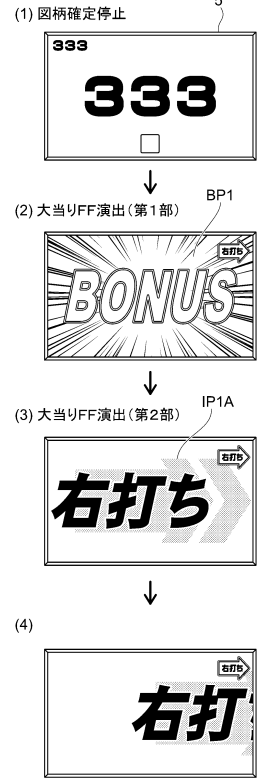 5
(1) 図柄確定停止
333
333
BP1
(2) 大当りFF演出(第1部)
右打ち
BONUS
IP1A
(3) 大当りFF演出(第2部)
右打ち
右打ち
(4)
右打ち
右打